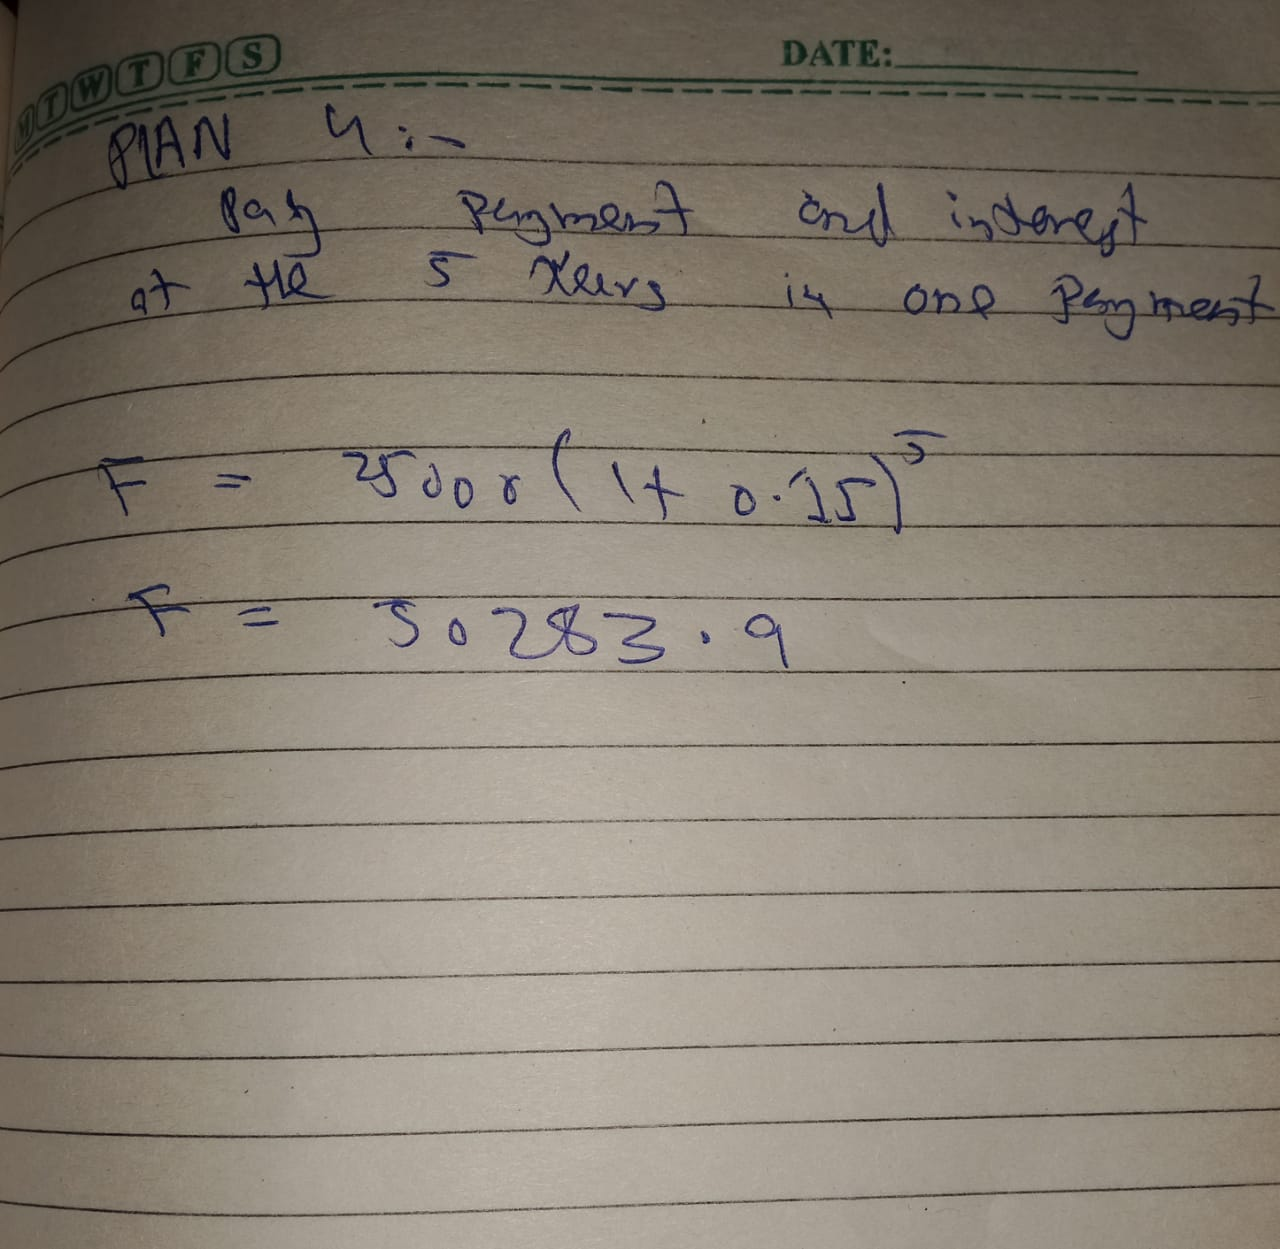 M T W T F S
DATE:
PLAN 4:-
Pay Payment and interest
at the 5 Years in one Payment
F = 25000(1+0.15)^5
F = 50283.9